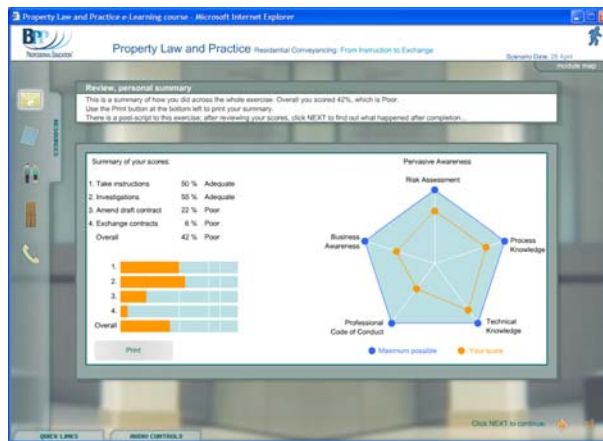 Property Law and Practice e-Learning course - Microsoft Internet Explorer
BPP
PROFESSIONAL EDUCATION
Property Law and Practice Residential Conveyancing: From Instruction to Exchange
Scenario Date: 28 April
module map
RESOURCES
Review, personal summary
This is a summary of how you did across the whole exercise. Overall you scored 42%, which is Poor.
Use the Print button at the bottom left to print your summary.
There is a post-script to this exercise; after reviewing your scores, click NEXT to find out what happened after completion...
Summary of your scores:
1. Take instructions 50 % Adequate
2. Investigations 55 % Adequate
3. Amend draft contract 22 % Poor
4. Exchange contracts 6 % Poor
Overall 42 % Poor
1.
2.
3.
4.
Overall
Print
Pervasive Awareness
Risk Assessment
Business Awareness
Process Knowledge
Professional Code of Conduct
Technical Knowledge
Maximum possible
Your score
Click NEXT to continue.
QUICK LINKS
AUDIO CONTROLS